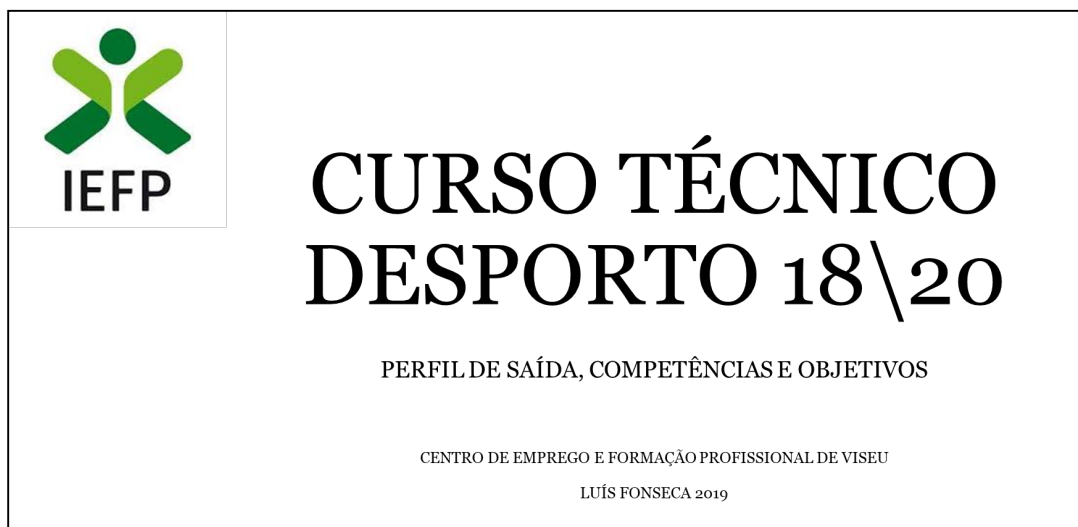 IEFP
CURSO TÉCNICO
DESPORTO 18\20
PERFIL DE SAÍDA, COMPETÊNCIAS E OBJETIVOS
CENTRO DE EMPREGO E FORMAÇÃO PROFISSIONAL DE VISEU
LUÍS FONSECA 2019